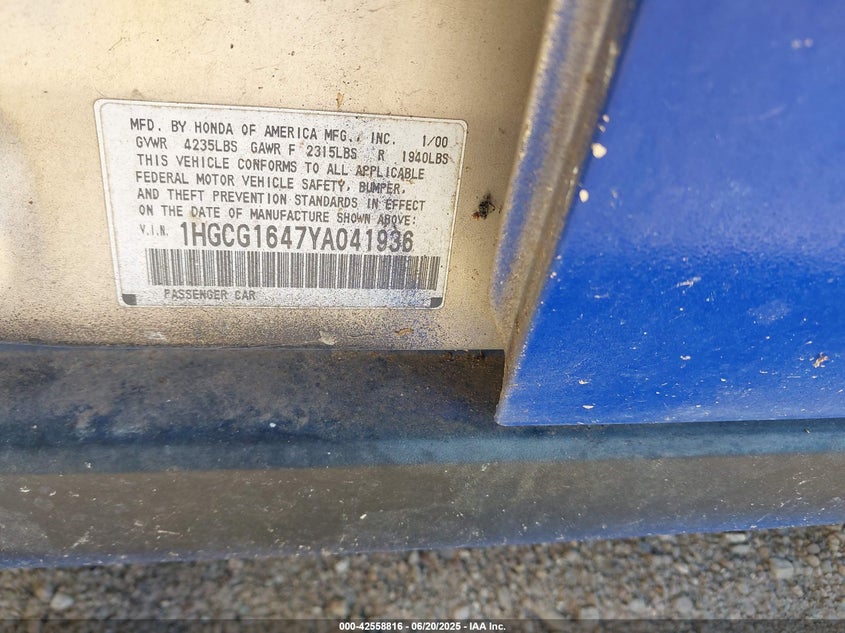 MFD. BY HONDA OF AMERICA MFG., INC. 1/00
GVWR 4235LBS GAWR F 2315LBS R 1940LBS
THIS VEHICLE CONFORMS TO ALL APPLICABLE
FEDERAL MOTOR VEHICLE SAFETY, BUMPER,
AND THEFT PREVENTION STANDARDS IN EFFECT
ON THE DATE OF MANUFACTURE SHOWN ABOVE:
V.I.N. 1HGCG1647YA041936
PASSENGER CAR
000-42558816 - 06/20/2025 - IAA Inc.